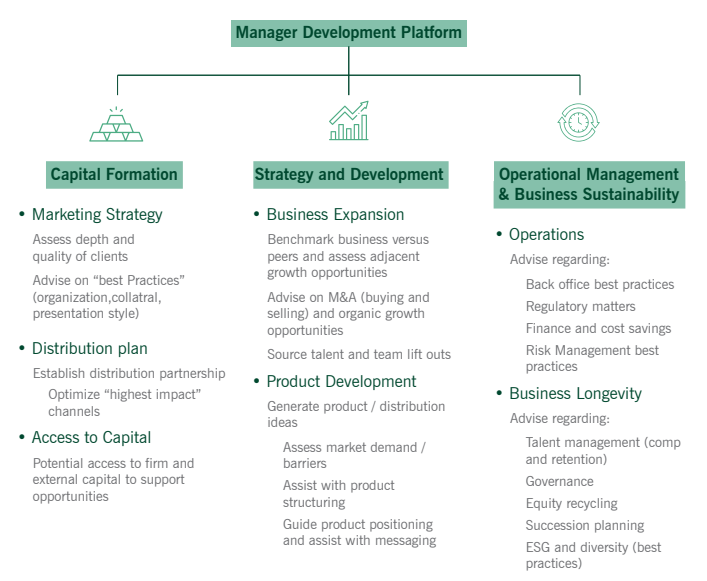 Manager Development Platform
Capital Formation
• Marketing Strategy
Assess depth and
quality of clients
Advise on “best Practices”
(organization,collatral,
presentation style)
• Distribution plan
Establish distribution partnership
Optimize “highest impact”
channels
• Access to Capital
Potential access to firm and
external capital to support
opportunities
Strategy and Development
• Business Expansion
Benchmark business versus
peers and assess adjacent
growth opportunities
Advise on M&A (buying and
selling) and organic growth
opportunities
Source talent and team lift outs
• Product Development
Generate product / distribution
ideas
Assess market demand /
barriers
Assist with product
structuring
Guide product positioning
and assist with messaging
Operational Management
& Business Sustainability
• Operations
Advise regarding:
Back office best practices
Regulatory matters
Finance and cost savings
Risk Management best
practices
• Business Longevity
Advise regarding:
Talent management (comp
and retention)
Governance
Equity recycling
Succession planning
ESG and diversity (best
practices)